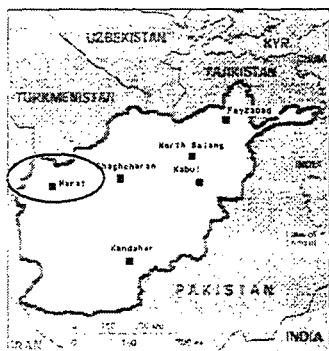 UZBEKISTAN
KYR.
TAJIKISTAN
TURKMENISTAN
Feyzabad
North Salang
Chaghcharan
Kabul
Herat
Kandahar
PAKISTAN
INDIA
IRAN